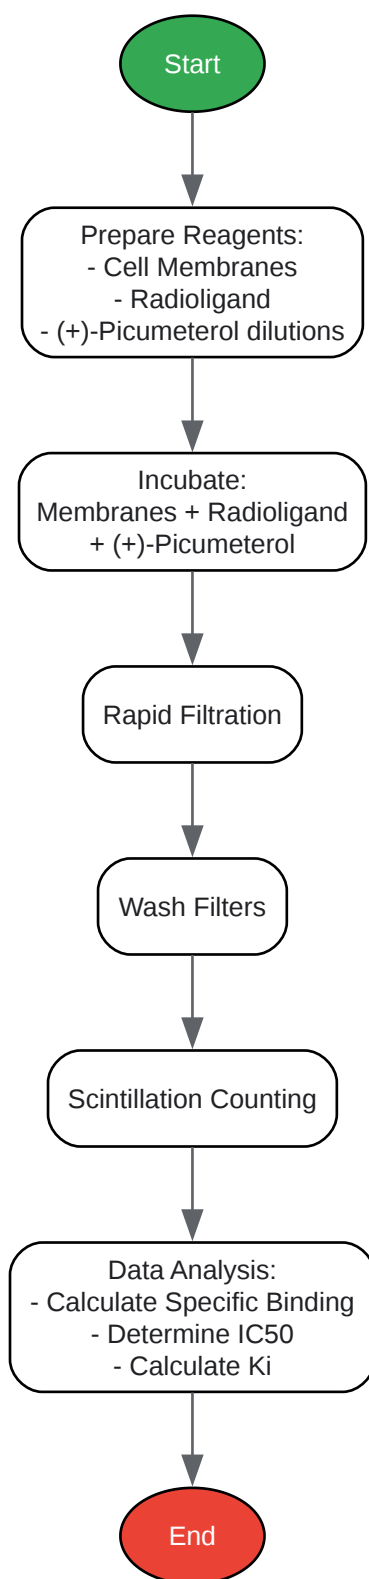 Start
Prepare Reagents:
- Cell Membranes
- Radioligand
- (+)-Picumeterol dilutions
Incubate:
Membranes + Radioligand
+ (+)-Picumeterol
Rapid Filtration
Wash Filters
Scintillation Counting
Data Analysis:
- Calculate Specific Binding
- Determine IC50
- Calculate Ki
End